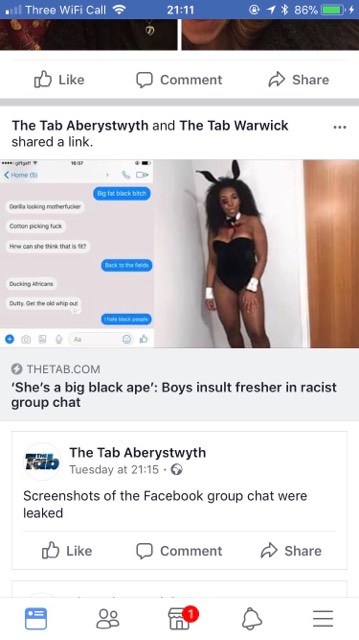 Three WiFi Call 21:11 86%
Like Comment Share
The Tab Aberystwyth and The Tab Warwick
shared a link.
giffgaff 16:37
Home (5)
Big fat black bitch
Gorilla looking motherfucker
Cotton picking fuck
How can she think that is fit?
Back to the fields
Ducking Africans
Dutty. Get the old whip out
I hate black people
Aa
THETAB.COM
‘She’s a big black ape’: Boys insult fresher in racist
group chat
The Tab
The Tab Aberystwyth
Tuesday at 21:15 ·
Screenshots of the Facebook group chat were
leaked
Like Comment Share
1